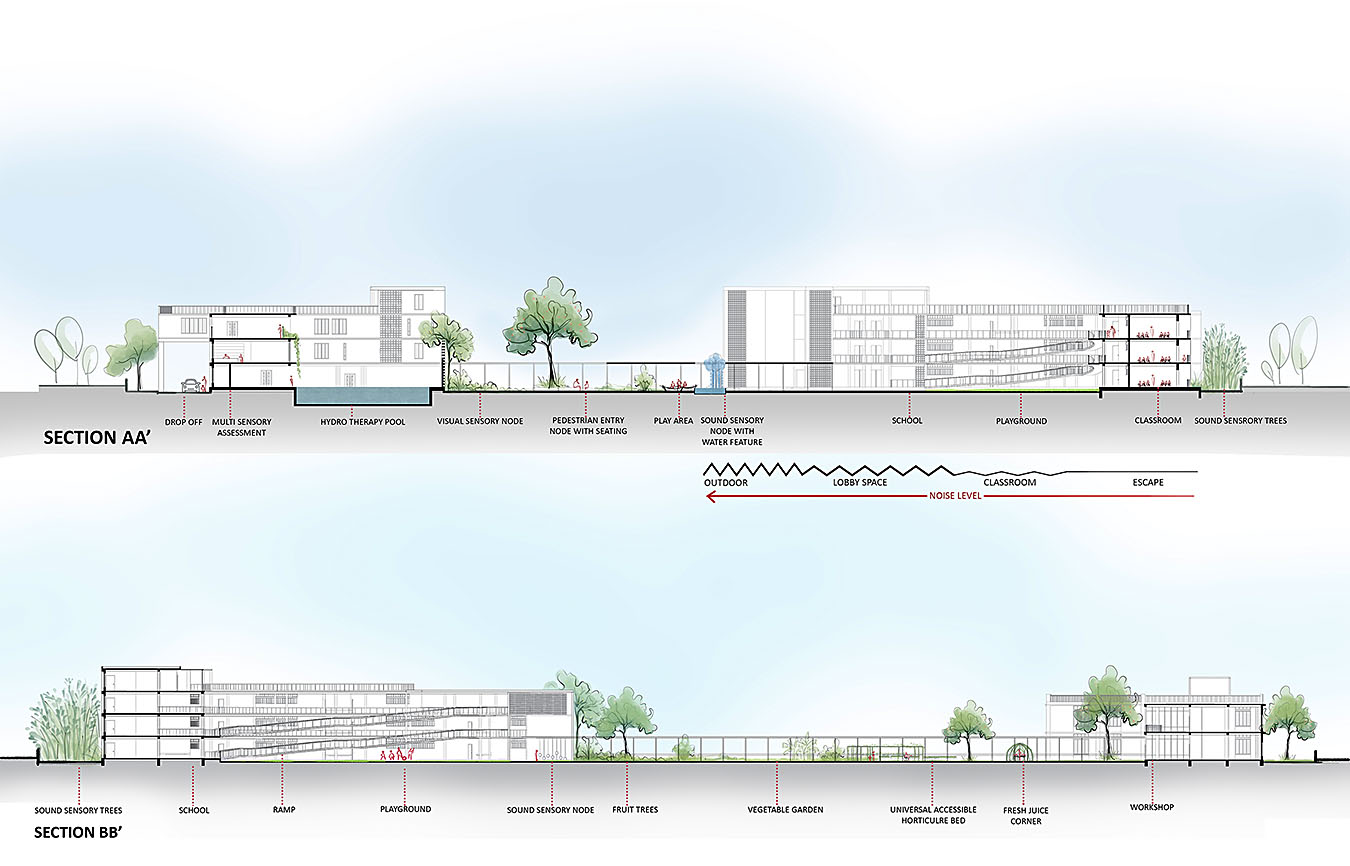 DROP OFF
MULTI SENSORY
ASSESSMENT
HYDRO THERAPY POOL
VISUAL SENSORY NODE
PEDESTRIAN ENTRY
NODE WITH SEATING
PLAY AREA
SOUND SENSORY
NODE WITH
WATER FEATURE
SCHOOL
PLAYGROUND
CLASSROOM
SOUND SENSRORY TREES
SECTION AA’
OUTDOOR
LOBBY SPACE
CLASSROOM
ESCAPE
NOISE LEVEL
SOUND SENSORY TREES
SCHOOL
RAMP
PLAYGROUND
SOUND SENSORY NODE
FRUIT TREES
VEGETABLE GARDEN
UNIVERSAL ACCESSIBLE
HORTICULRE BED
FRESH JUICE
CORNER
WORKSHOP
SECTION BB’